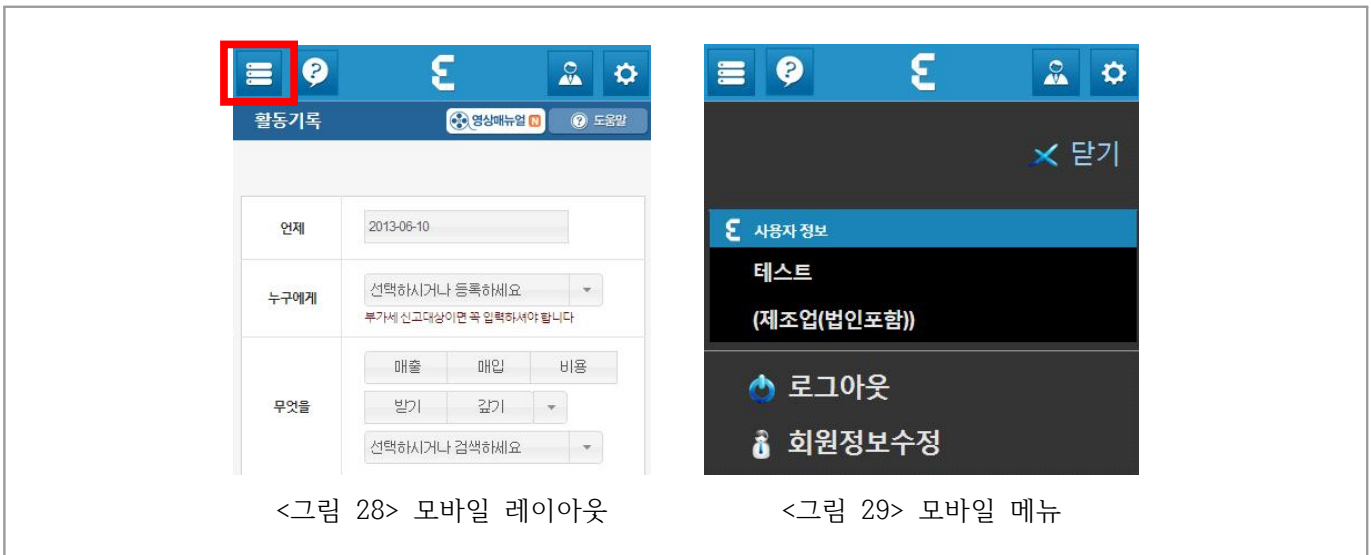 활동기록
영상매뉴얼 N
? 도움말
언제
2013-06-10
누구에게
선택하시거나 등록하세요
부가세 신고대상이면 꼭 입력하셔야 합니다
무엇을
매출 매입 비용
받기 갚기
선택하시거나 검색하세요
<그림 28> 모바일 레이아웃
닫기
사용자 정보
테스트
(제조업(법인포함))
로그아웃
회원정보수정
<그림 29> 모바일 메뉴